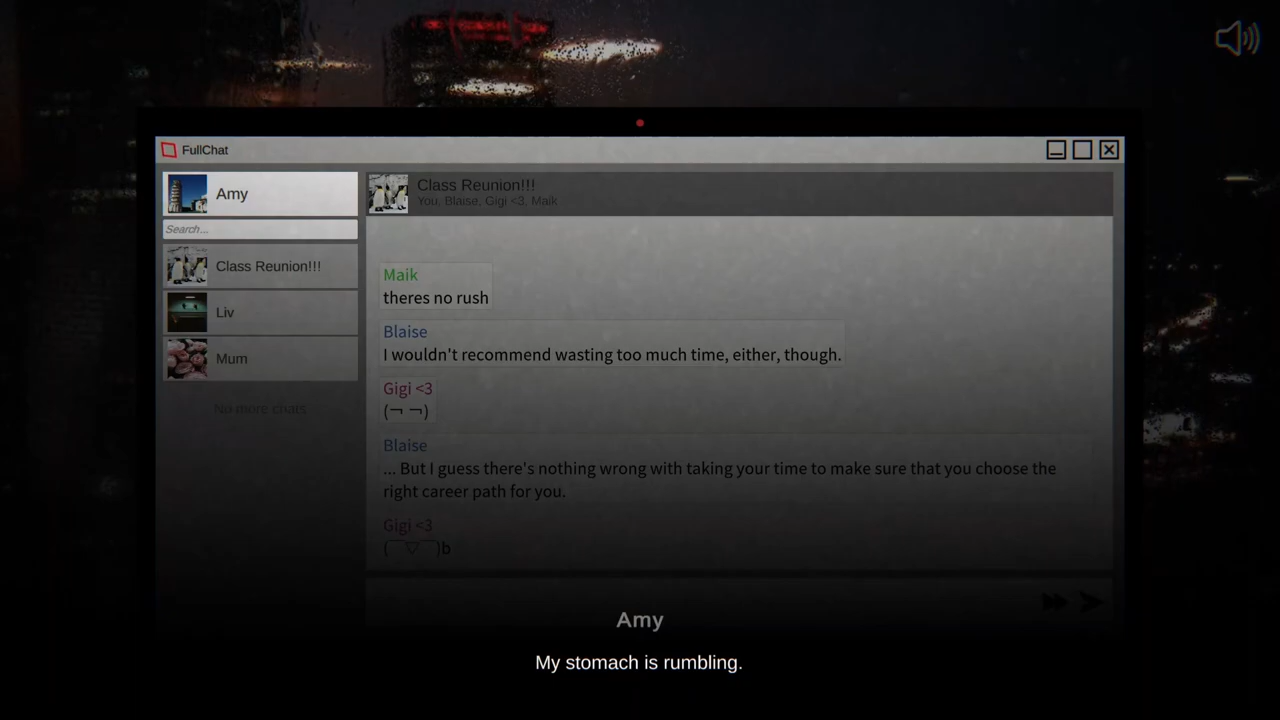 FullChat
Amy
Search...
Class Reunion!!!
Liv
Mum
No more chats
Class Reunion!!!
You, Blaise, Gigi <3, Maik
Maik
theres no rush
Blaise
I wouldn't recommend wasting too much time, either, though.
Gigi <3
(¬ ¬)
Blaise
... But I guess there's nothing wrong with taking your time to make sure that you choose the
right career path for you.
Gigi <3
(￣▽￣)b
Amy
My stomach is rumbling.